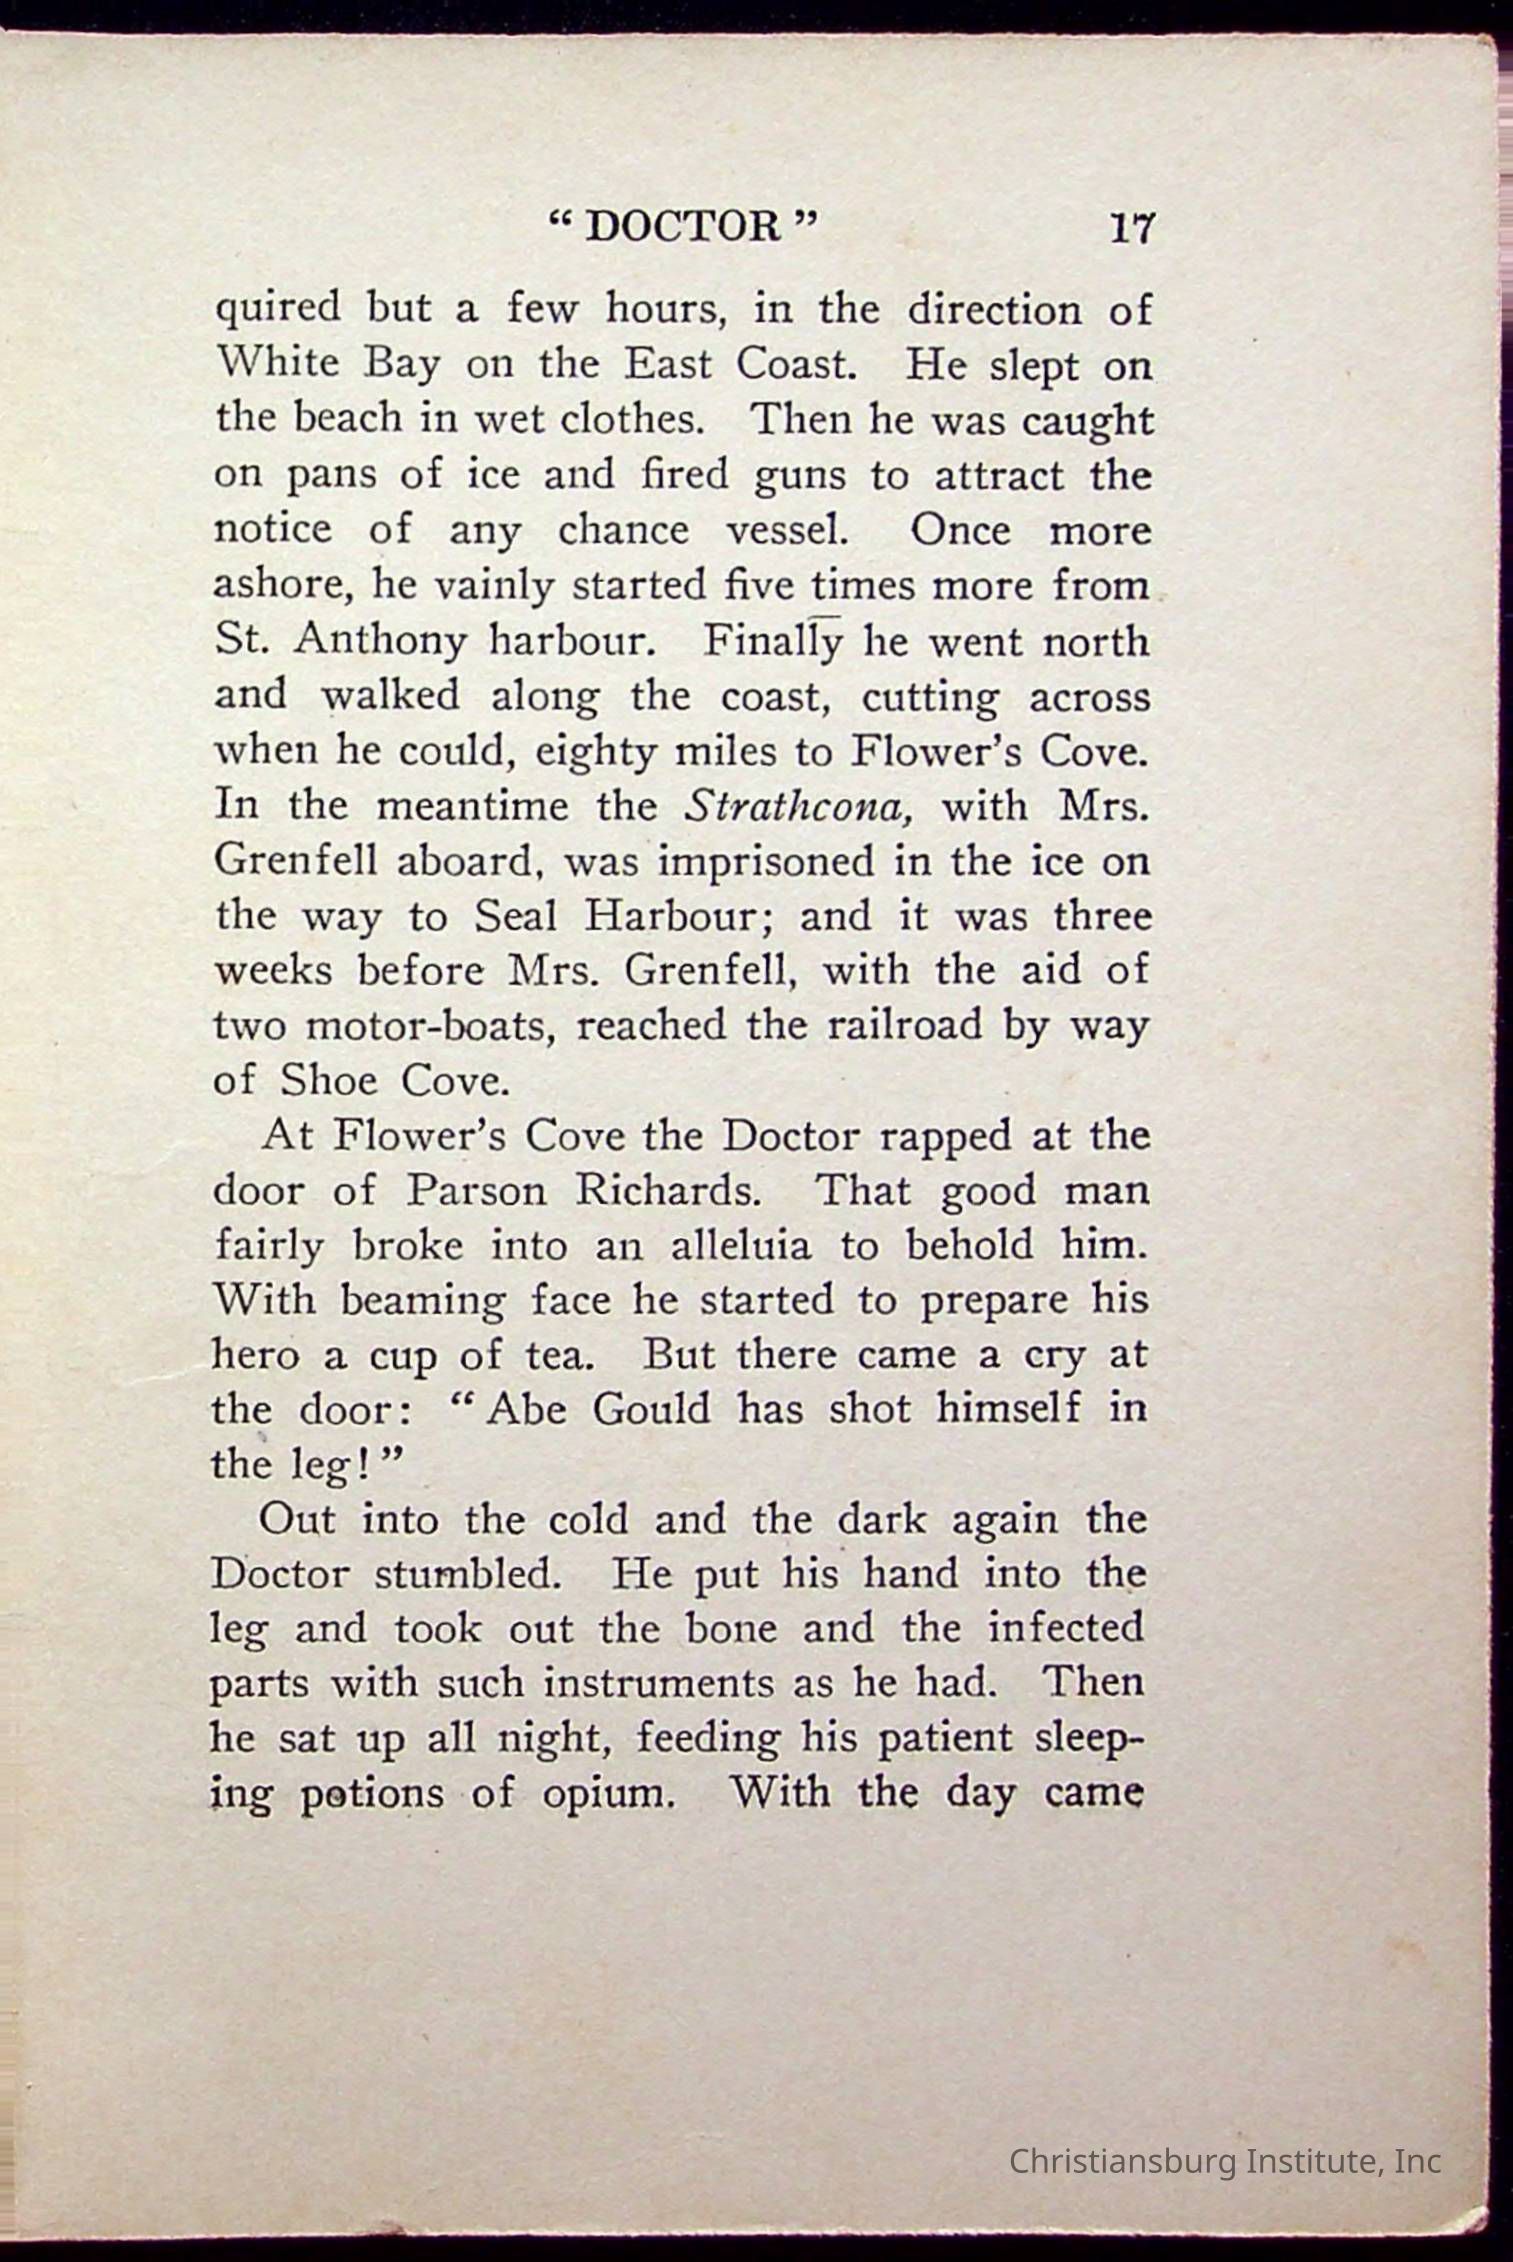 “ DOCTOR ” 17
quired but a few hours, in the direction of
White Bay on the East Coast. He slept on
the beach in wet clothes. Then he was caught
on pans of ice and fired guns to attract the
notice of any chance vessel. Once more
ashore, he vainly started five times more from
St. Anthony harbour. Finally he went north
and walked along the coast, cutting across
when he could, eighty miles to Flower’s Cove.
In the meantime the Strathcona, with Mrs.
Grenfell aboard, was imprisoned in the ice on
the way to Seal Harbour; and it was three
weeks before Mrs. Grenfell, with the aid of
two motor-boats, reached the railroad by way
of Shoe Cove.
At Flower’s Cove the Doctor rapped at the
door of Parson Richards. That good man
fairly broke into an alleluia to behold him.
With beaming face he started to prepare his
hero a cup of tea. But there came a cry at
the door: “ Abe Gould has shot himself in
the leg! ”
Out into the cold and the dark again the
Doctor stumbled. He put his hand into the
leg and took out the bone and the infected
parts with such instruments as he had. Then
he sat up all night, feeding his patient sleep-
ing potions of opium. With the day came
Christiansburg Institute, Inc